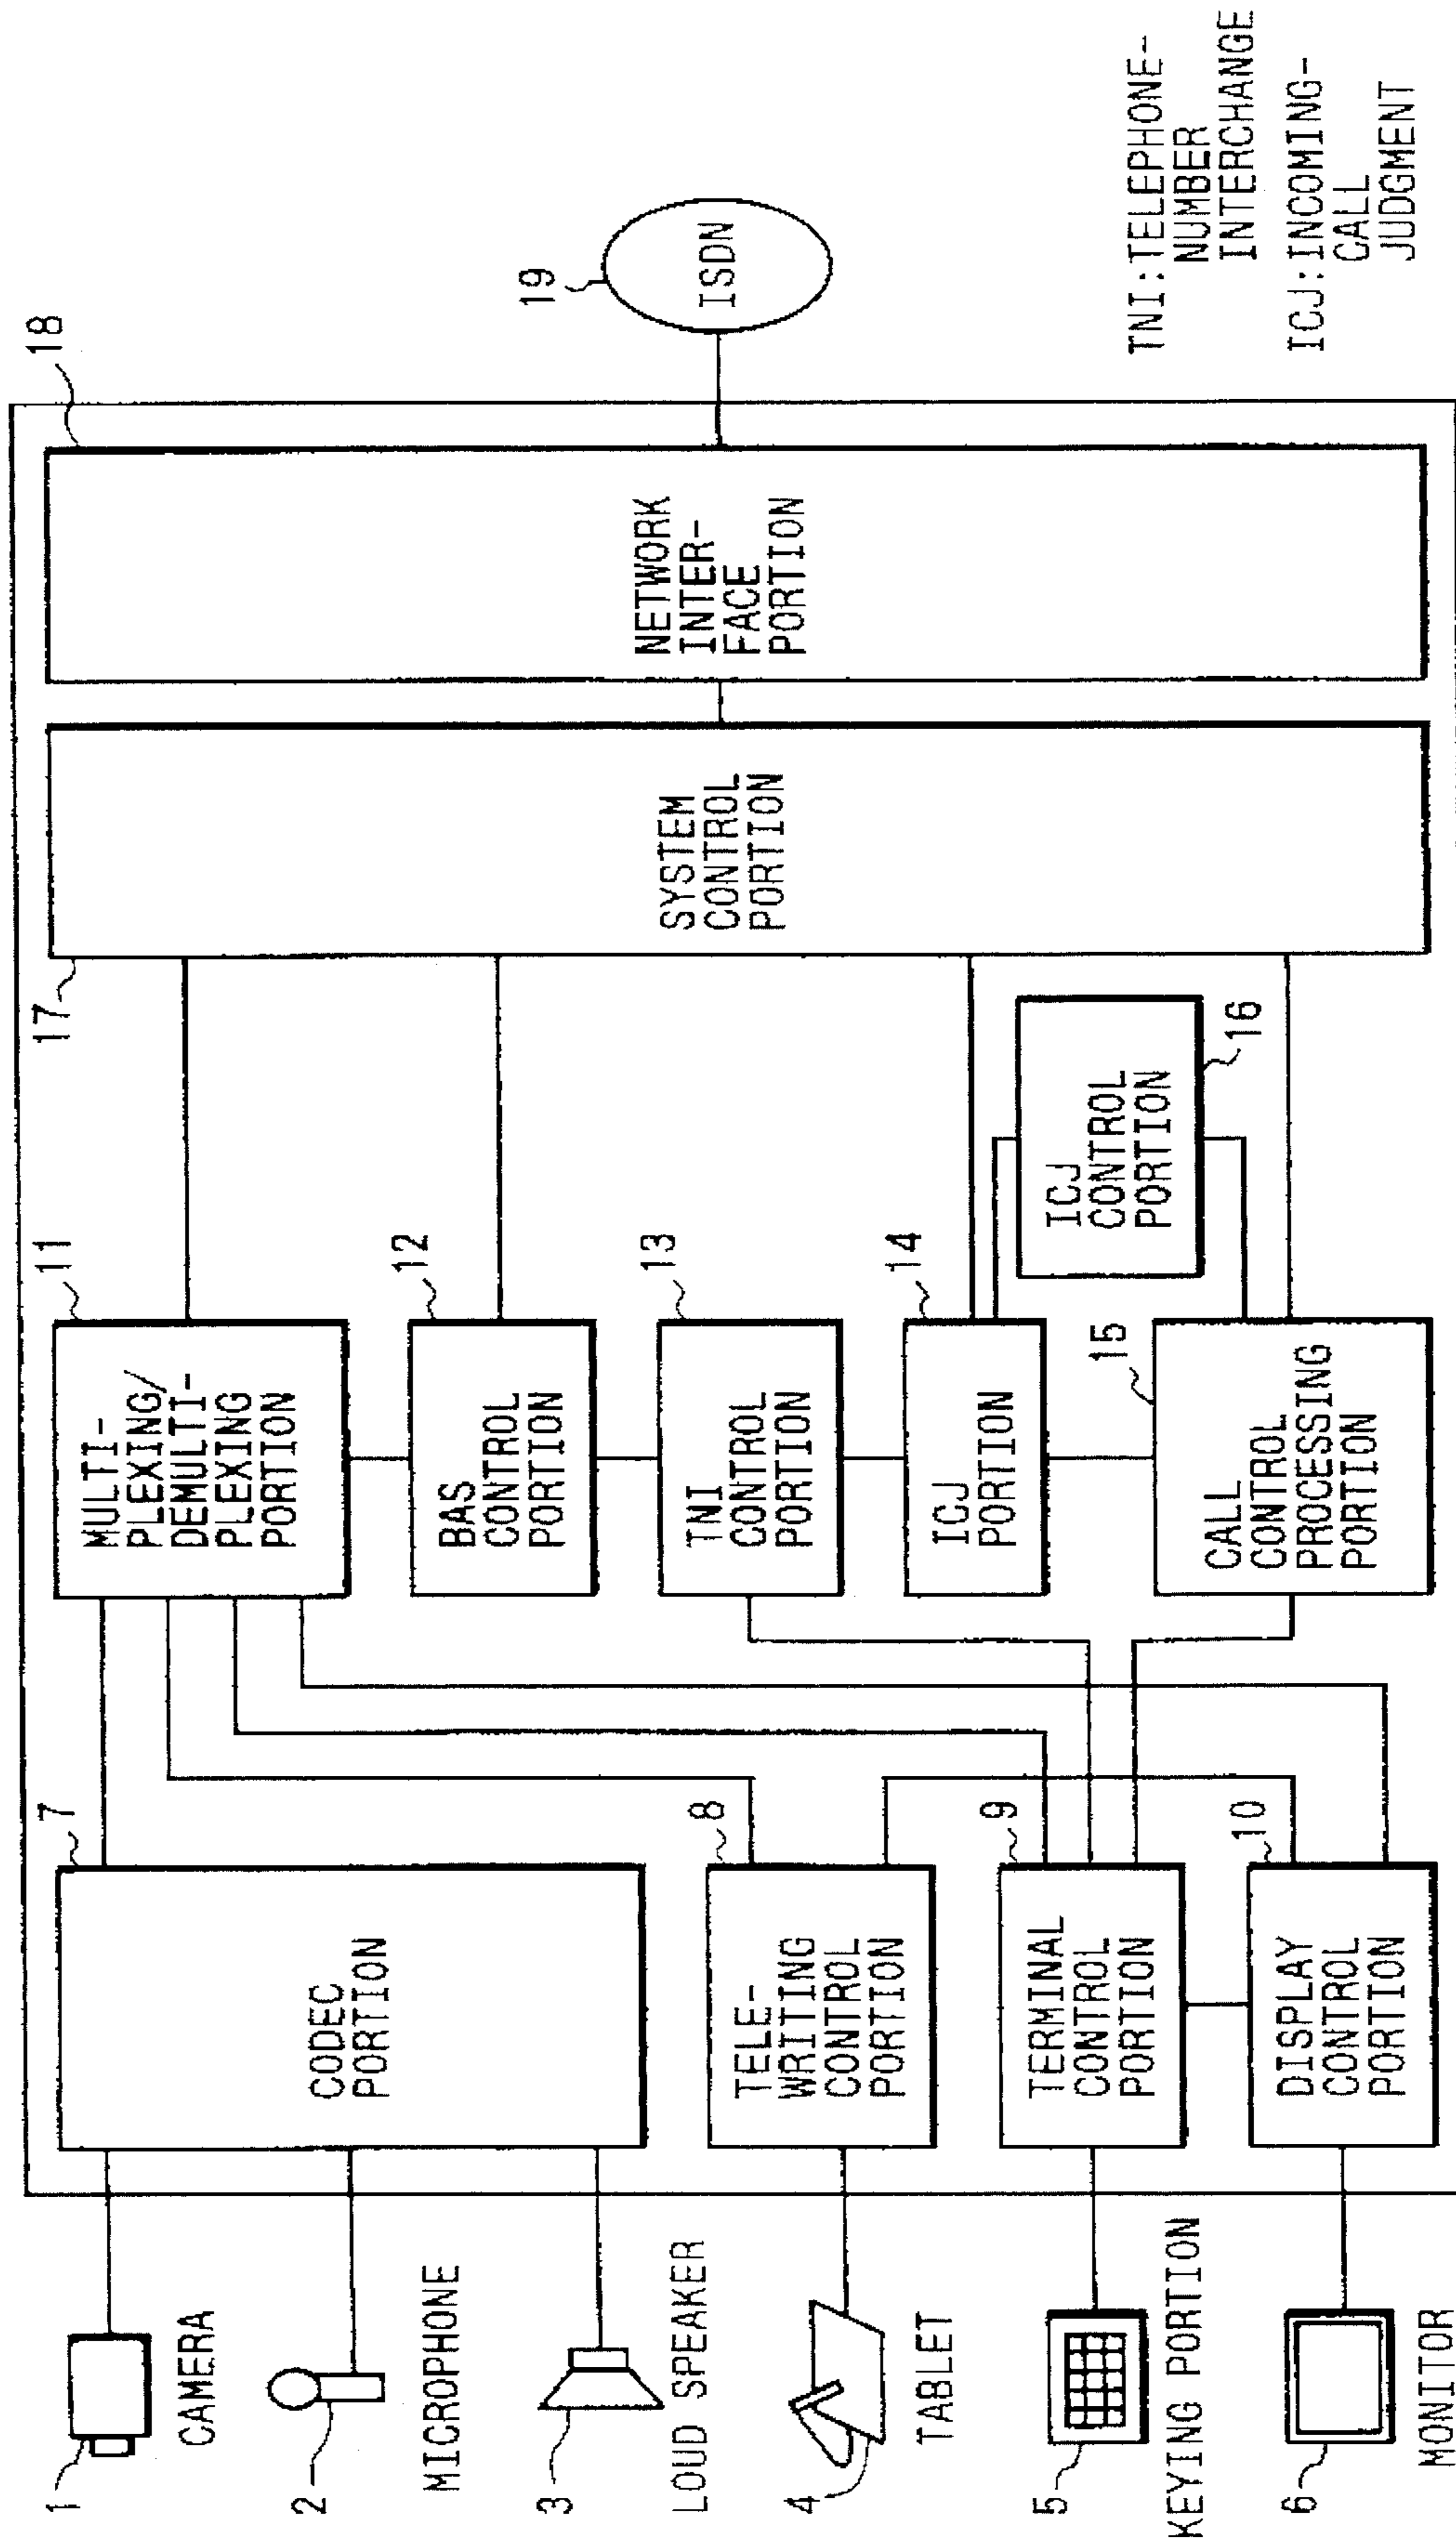 1
CAMERA
2
MICROPHONE
3
LOUD SPEAKER
4
TABLET
5
KEYING PORTION
6
MONITOR
7
CODEC
PORTION
8
TELE-
WRITING
CONTROL
PORTION
9
TERMINAL
CONTROL
PORTION
10
DISPLAY
CONTROL
PORTION
11
MULTI-
PLEXING/
DEMULTI-
PLEXING
PORTION
12
BAS
CONTROL
PORTION
13
TNI
CONTROL
PORTION
14
ICJ
PORTION
15
CALL
CONTROL
PROCESSING
PORTION
16
ICJ
CONTROL
PORTION
17
SYSTEM
CONTROL
PORTION
18
NETWORK
INTER-
FACE
PORTION
19
ISDN
TNI:TELEPHONE-
NUMBER
INTERCHANGE
ICJ:INCOMING-
CALL
JUDGMENT